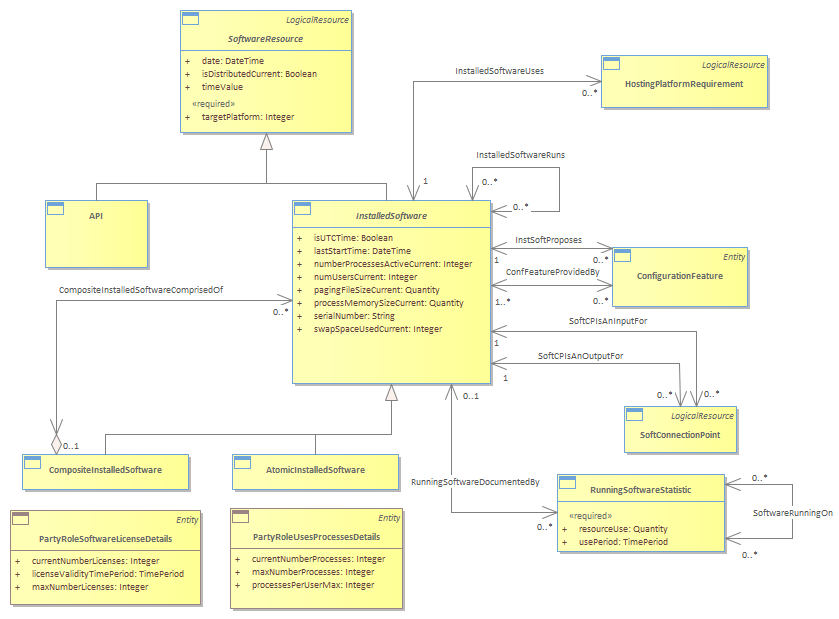 LogicalResource
SoftwareResource
+ date: DateTime
+ isDistributedCurrent: Boolean
+ timeValue
«required»
+ targetPlatform: Integer
InstalledSoftwareUses
0..*
1
LogicalResource
HostingPlatformRequirement
InstalledSoftwareRuns
0..*
0..*
API
InstalledSoftware
+ isUTCTime: Boolean
+ lastStartTime: DateTime
+ numberProcessesActiveCurrent: Integer
+ numUsersCurrent: Integer
+ pagingFileSizeCurrent: Quantity
+ processMemorySizeCurrent: Quantity
+ serialNumber: String
+ swapSpaceUsedCurrent: Integer
InstSoftProposes
1
0..*
ConfFeatureProvidedBy
1..*
0..*
Entity
ConfigurationFeature
CompositeInstalledSoftwareComprisedOf
0..*
0..1
SoftCPIsAnInputFor
1
0..*
SoftCPIsAnOutputFor
1
0..*
LogicalResource
SoftConnectionPoint
0..1
RunningSoftwareDocumentedBy
0..*
CompositeInstalledSoftware
AtomicInstalledSoftware
RunningSoftwareStatistic
«required»
+ resourceUse: Quantity
+ usePeriod: TimePeriod
0..*
SoftwareRunningOn
0..*
Entity
PartyRoleSoftwareLicenseDetails
+ currentNumberLicenses: Integer
+ licenseValidityTimePeriod: TimePeriod
+ maxNumberLicenses: Integer
Entity
PartyRoleUsesProcessesDetails
+ currentNumberProcesses: Integer
+ maxNumberProcesses: Integer
+ processesPerUserMax: Integer